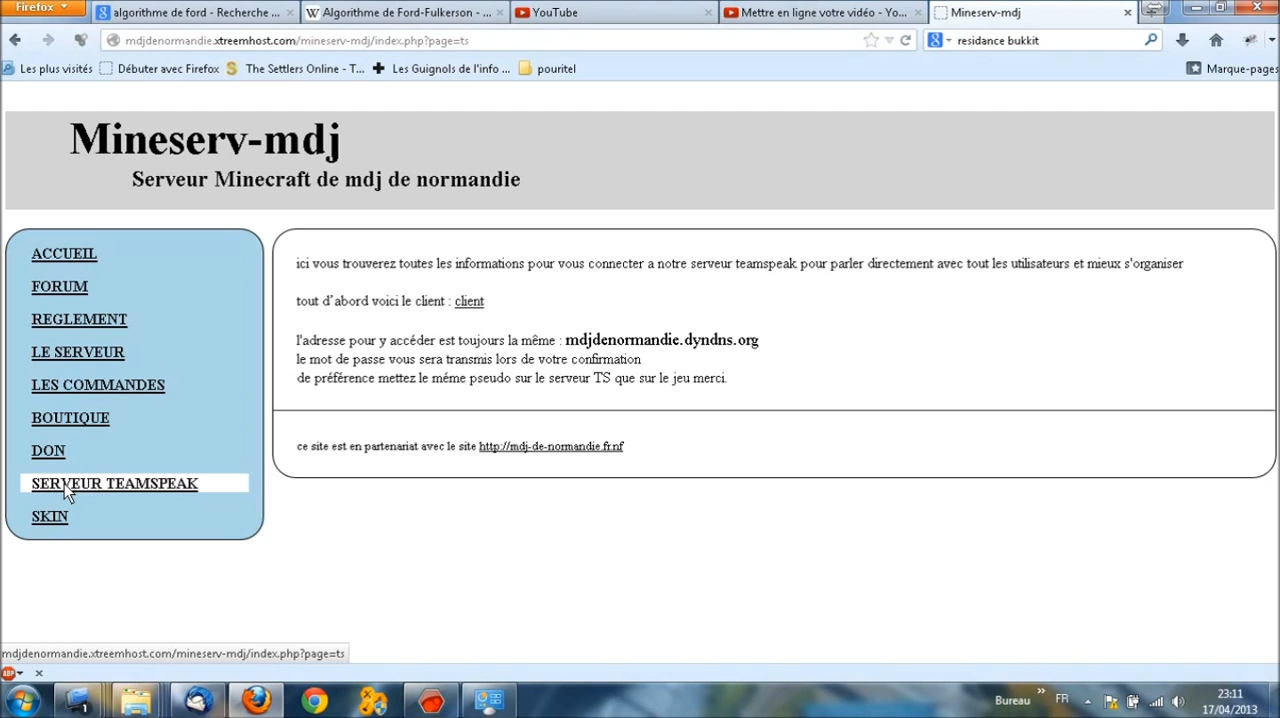 Firefox
algorithme de ford - Recherche ...
Algorithme de Ford-Fulkerson - ...
YouTube
Mettre en ligne votre vidéo - Yo...
Mineserv-mdj
mdjdenormandie.xtreemhost.com/mineserv-mdj/index.php?page=ts
residance bukkit
Les plus visités
Débuter avec Firefox
The Settlers Online - T...
Les Guignols de l'info ...
pouritel
Marque-pages
Mineserv-mdj
Serveur Minecraft de mdj de normandie
ACCUEIL
FORUM
REGLEMENT
LE SERVEUR
LES COMMANDES
BOUTIQUE
DON
SERVEUR TEAMSPEAK
SKIN
ici vous trouverez toutes les informations pour vous connecter a notre serveur teamspeak pour parler directement avec tout les utilisateurs et mieux s'organiser
tout d’abord voici le client : client
l'adresse pour y accéder est toujours la même : mdjdenormandie.dyndns.org
le mot de passe vous sera transmis lors de votre confirmation
de préférence mettez le même pseudo sur le serveur TS que sur le jeu merci.
ce site est en partenariat avec le site http://mdj-de-normandie.fr.nf
mdjdenormandie.xtreemhost.com/mineserv-mdj/index.php?page=ts
ABP
Bureau
FR
23:11
17/04/2013